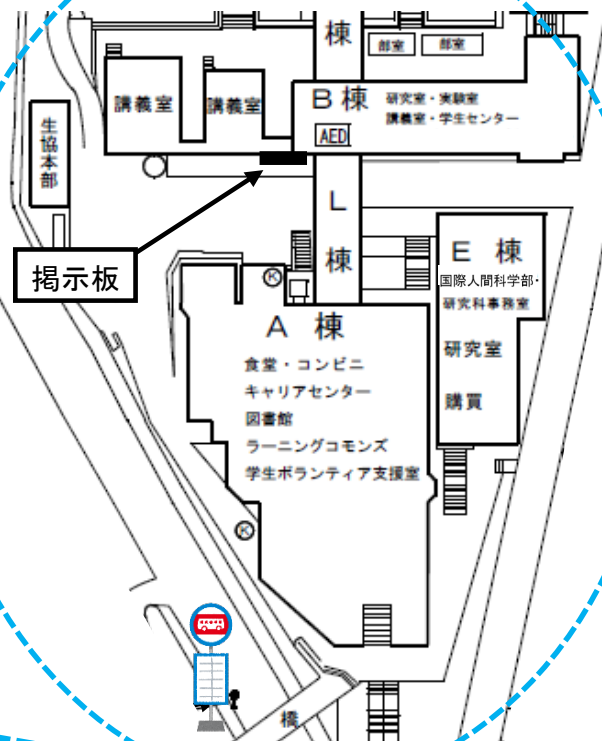 棟
部室
部室
講義室
講義室
B棟
研究室・実験室
講義室・学生センター
AED
生協本部
L棟
掲示板
K
E棟
国際人間科学部・
研究科事務室
研究室
購買
A棟
食堂・コンビニ
キャリアセンター
図書館
ラーニングコモンズ
学生ボランティア支援室
K
橋